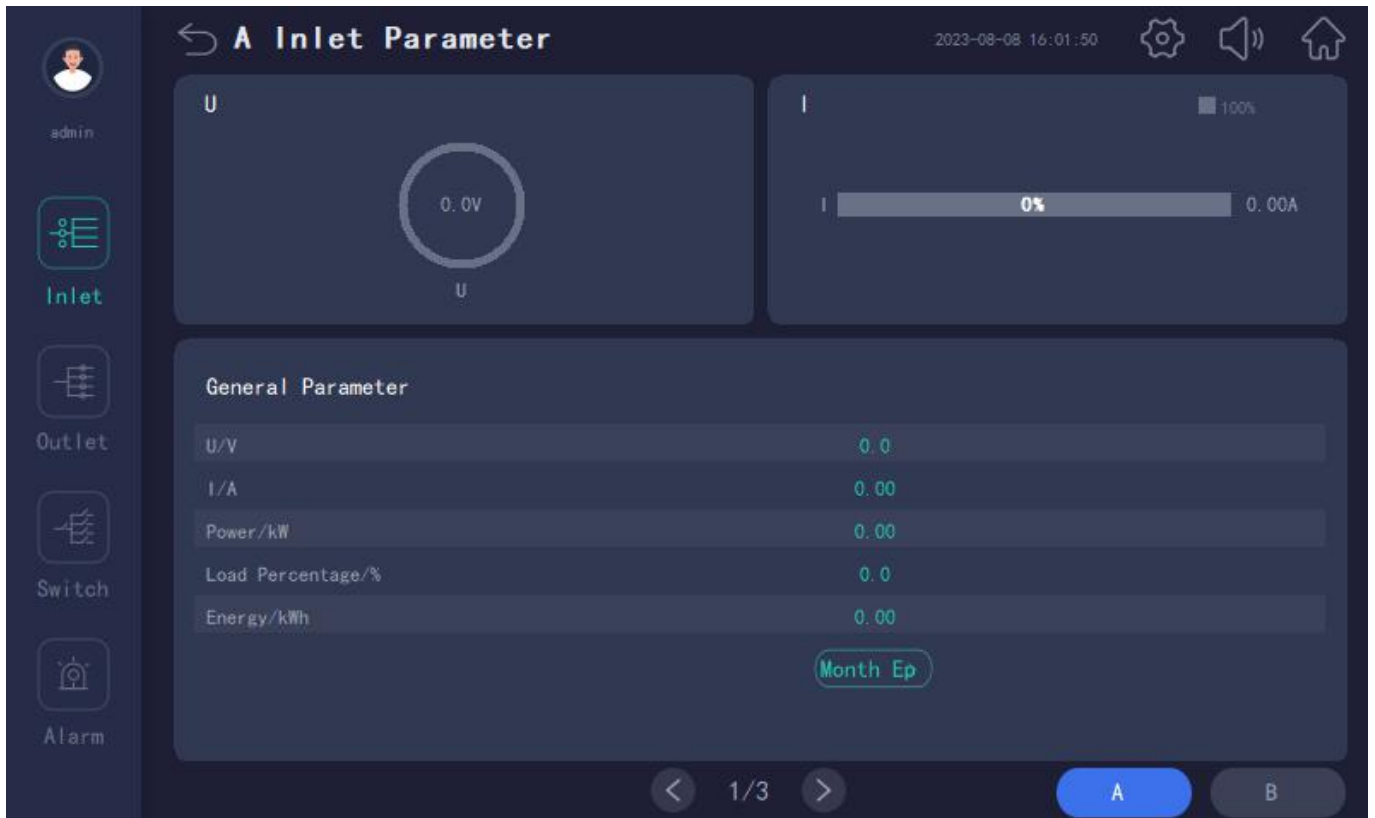 A Inlet Parameter
2023-08-08 16:01:50
admin
U
0.0V
U
I
100%
I
0%
0.00A
Inlet
Outlet
Switch
Alarm
General Parameter
U/V 0.0
I/A 0.00
Power/kW 0.00
Load Percentage/% 0.0
Energy/kWh 0.00
Month Ep
1/3
A
B